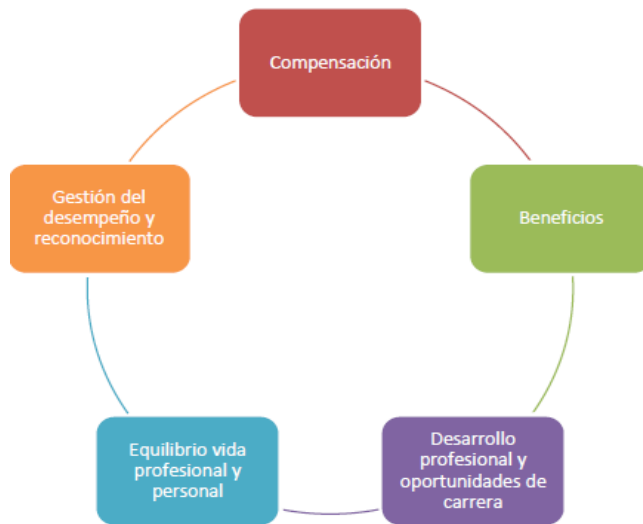 Compensación
Beneficios
Desarrollo
profesional y
oportunidades de
carrera
Equilibrio vida
profesional y
personal
Gestión del
desempeño y
reconocimiento